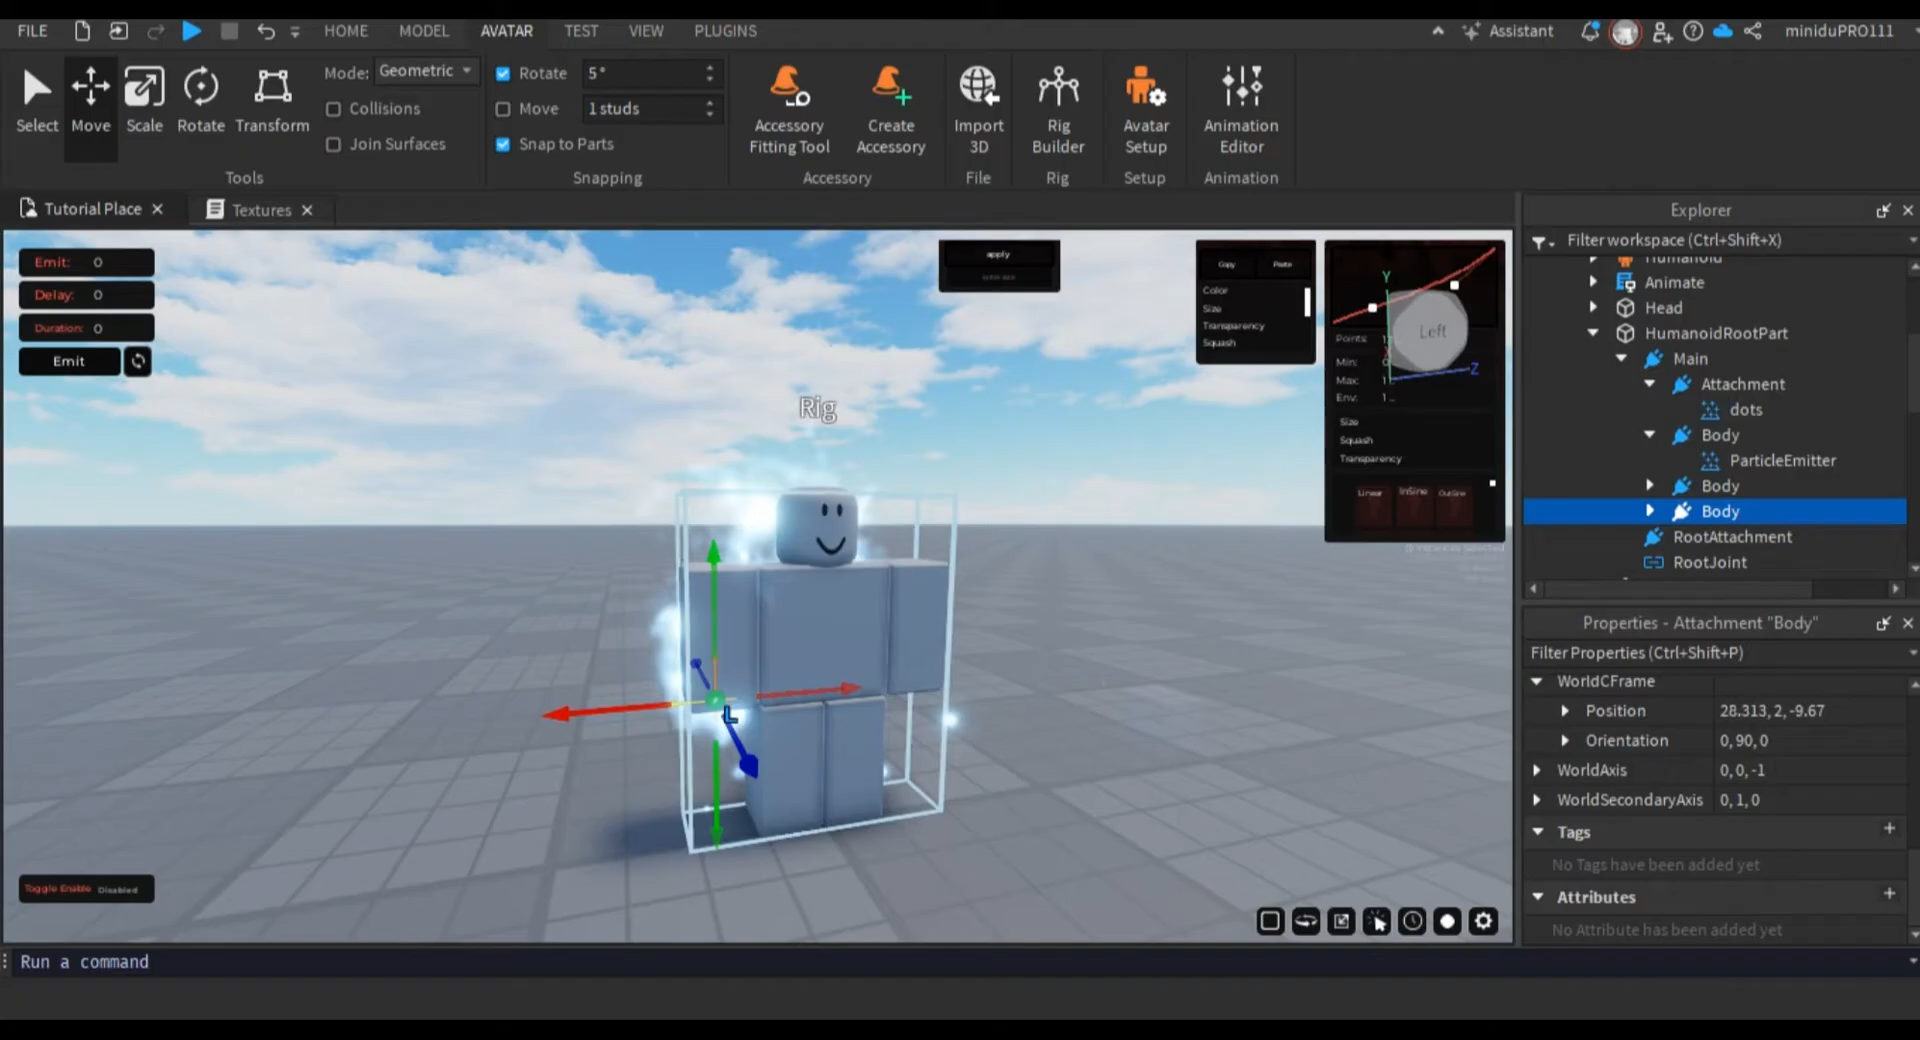 FILE HOME MODEL AVATAR TEST VIEW PLUGINS Assistant miniduPRO111
Select Move Scale Rotate Transform
Mode: Geometric
Collisions
Join Surfaces
Tools
Rotate 5°
Move 1 studs
Snap to Parts
Snapping
Accessory Fitting Tool
Create Accessory
Accessory
Import 3D
File
Rig Builder
Rig
Avatar Setup
Setup
Animation Editor
Animation
Tutorial Place
Textures
Emit: 0
Delay: 0
Duration: 0
Emit
apply
Copy Paste
Color
Size
Transparency
Squash
Y
Left
Z
Points:
Min:
Max: 1
Env: 1
Size
Squash
Transparency
Linear InSine OutSine
Rig
L
Toggle Enable Disabled
Explorer
Filter workspace (Ctrl+Shift+X)
Humanoid
Animate
Head
HumanoidRootPart
Main
Attachment
dots
Body
ParticleEmitter
Body
Body
RootAttachment
RootJoint
Properties - Attachment "Body"
Filter Properties (Ctrl+Shift+P)
WorldCFrame
Position 28.313, 2, -9.67
Orientation 0, 90, 0
WorldAxis 0, 0, -1
WorldSecondaryAxis 0, 1, 0
Tags
No Tags have been added yet
Attributes
No Attribute has been added yet
Run a command